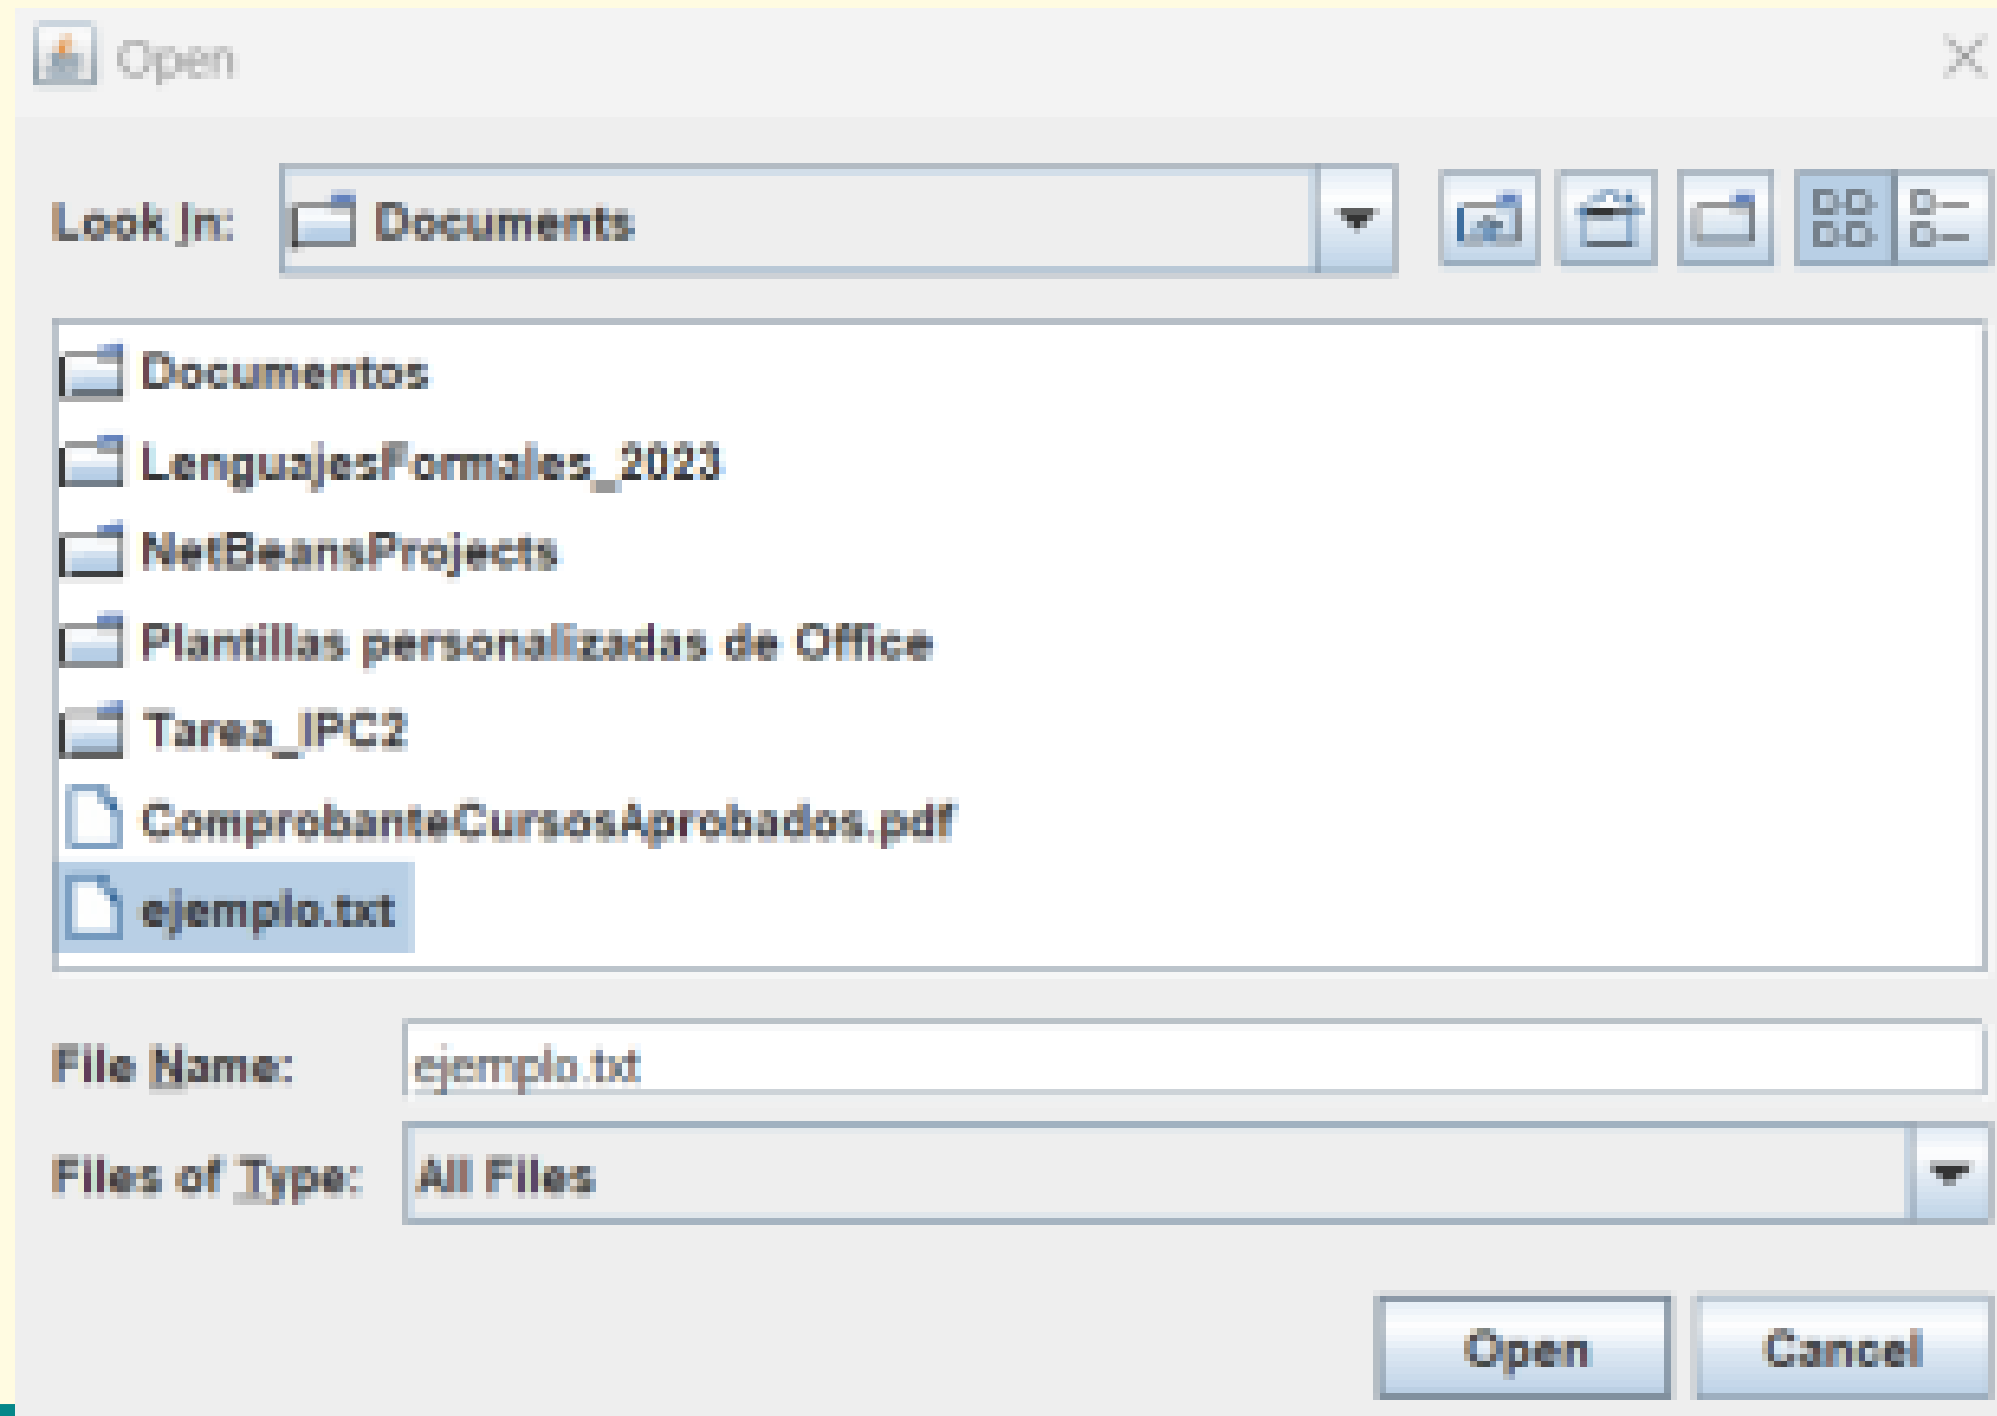 Open
Look In: Documents
Documentos
LenguajesFormales_2023
NetBeansProjects
Plantillas personalizadas de Office
Tarea_IPC2
ComprobanteCursosAprobados.pdf
ejemplo.txt
File Name: ejemplo.txt
Files of Type: All Files
Open Cancel